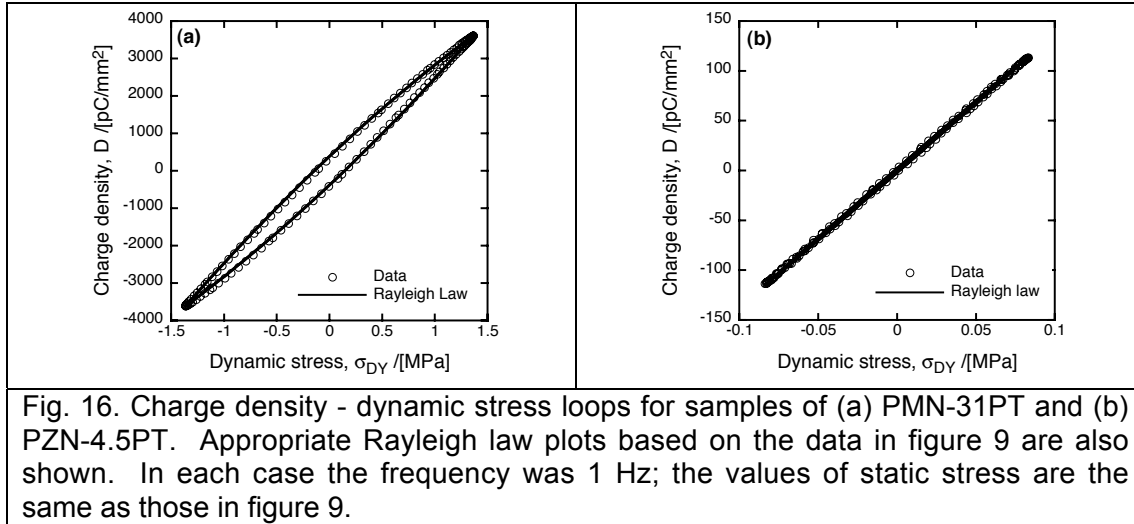 (a)
4000
3000
2000
1000
0
-1000
-2000
-3000
-4000
Charge density, D /[pC/mm²]
Data
Rayleigh Law
-1.5 -1 -0.5 0 0.5 1 1.5
Dynamic stress, σDY /[MPa]
(b)
150
100
50
0
-50
-100
-150
Charge density, D /[pC/mm²]
Data
Rayleigh law
-0.1 -0.05 0 0.05 0.1
Dynamic stress, σDY /[MPa]
Fig. 16. Charge density - dynamic stress loops for samples of (a) PMN-31PT and (b)
PZN-4.5PT. Appropriate Rayleigh law plots based on the data in figure 9 are also
shown. In each case the frequency was 1 Hz; the values of static stress are the
same as those in figure 9.